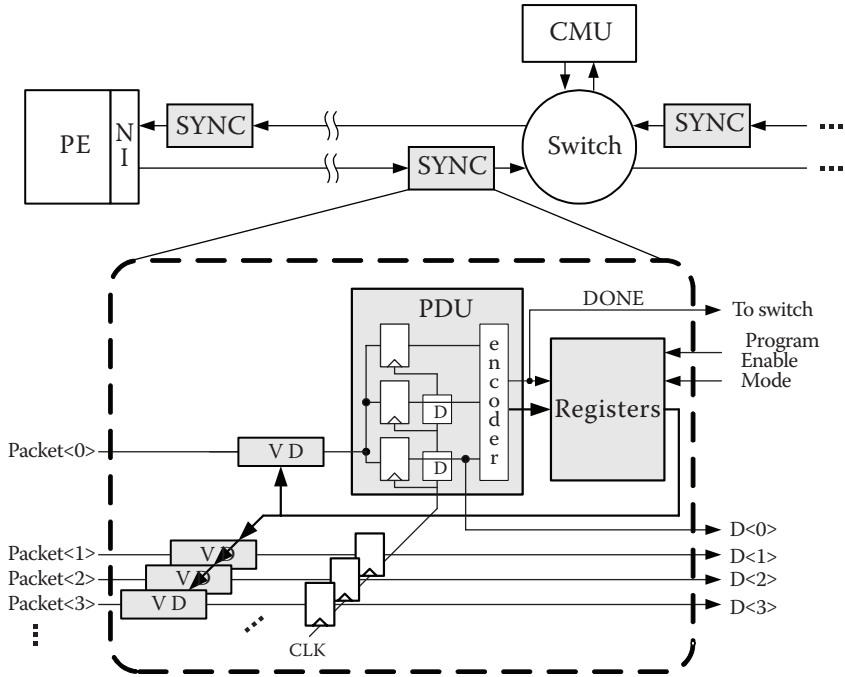 CMU
PE
N
I
SYNC
SYNC
Switch
SYNC
PDU
DONE
To switch
Program
Enable
Mode
encoder
D
D
Registers
Packet<0>
V D
D<0>
Packet<1>
V D
D<1>
Packet<2>
V D
D<2>
Packet<3>
V D
D<3>
CLK